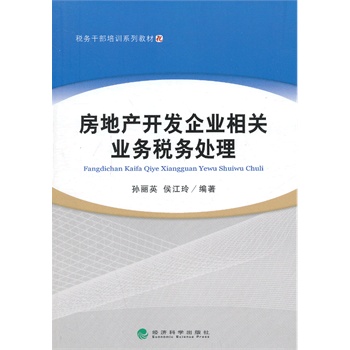 税务干部培训系列教材
房地产开发企业相关
业务税务处理
Fangdichan Kaifa Qiye Xiangguan Yewu Shuiwu Chuli
孙丽英 侯江玲/编著
经济科学出版社
Economic Science Press